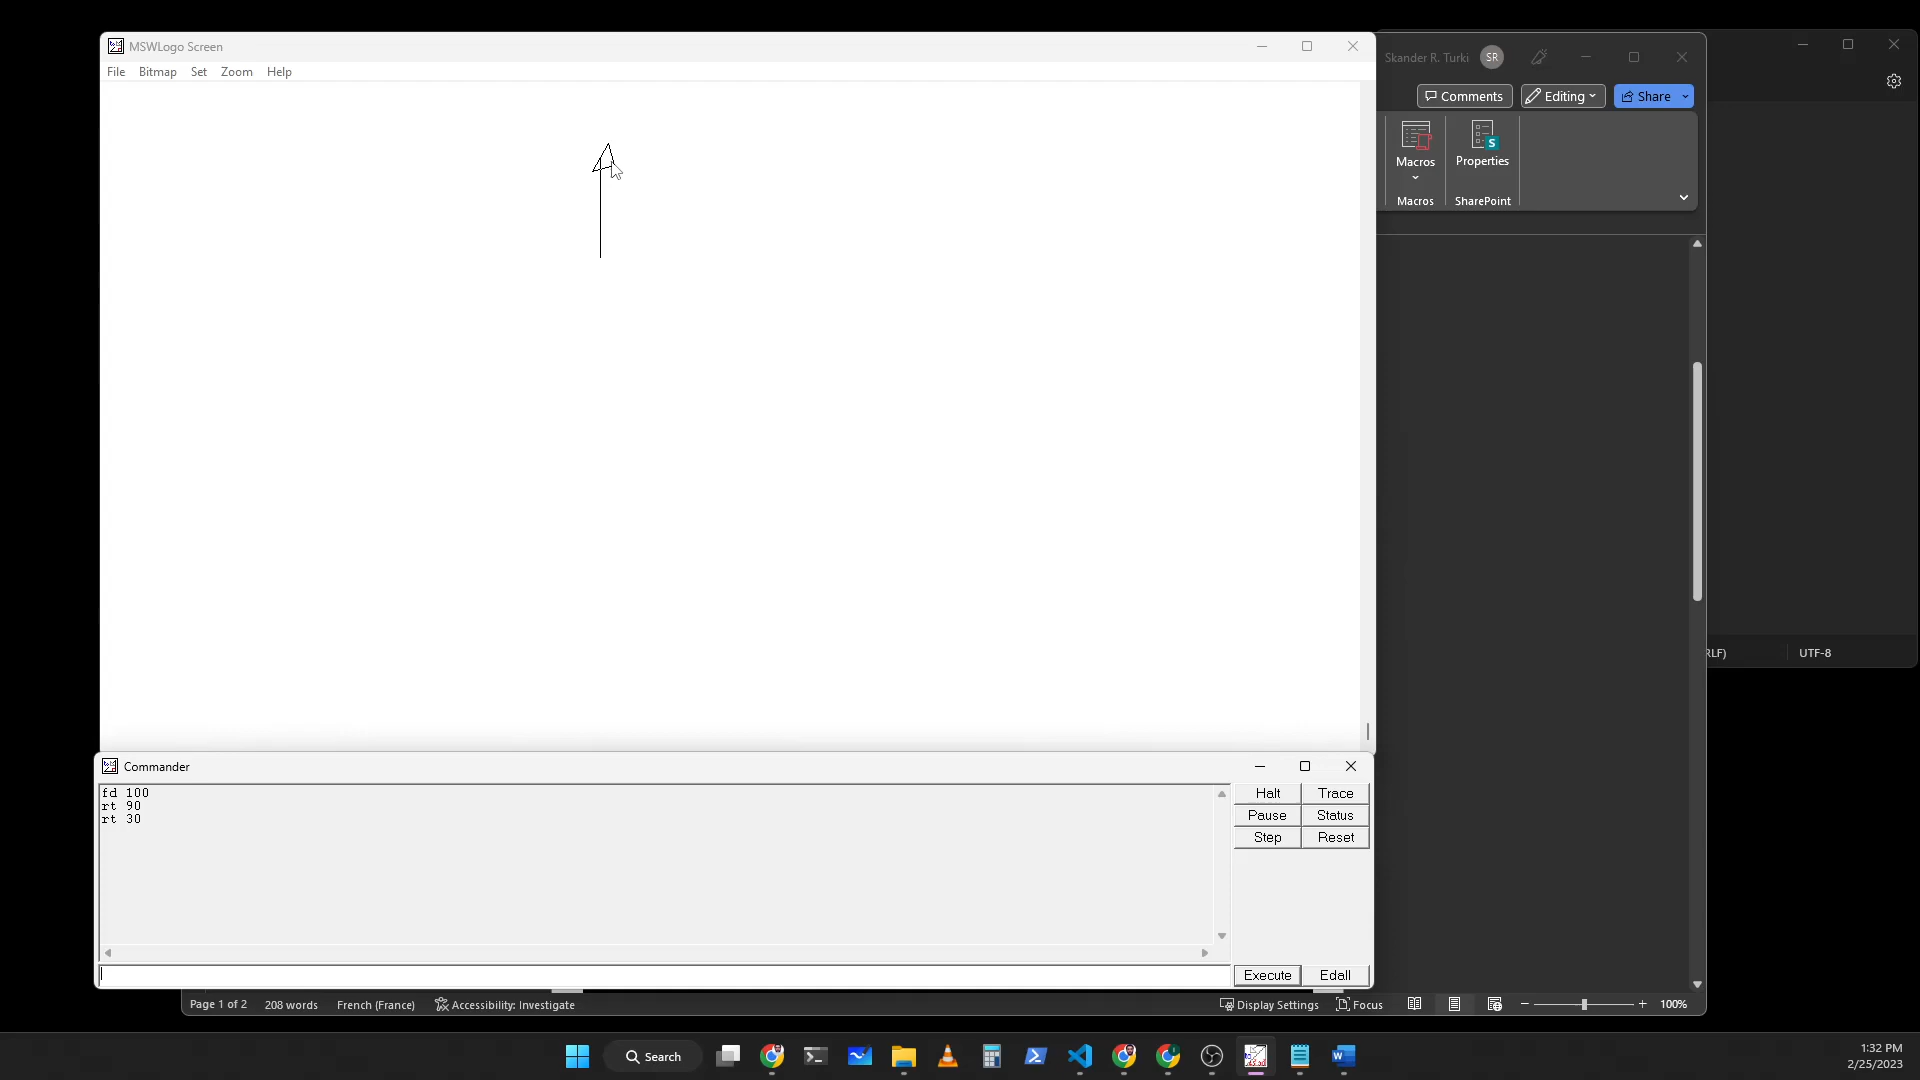 MSWLogo Screen
File Bitmap Set Zoom Help
Skander R. Turki SR
Comments Editing Share
Macros Properties
Macros SharePoint
RLF) UTF-8
Commander
fd 100
rt 90
rt 30
Halt Trace
Pause Status
Step Reset
Execute Edall
Page 1 of 2 208 words French (France) Accessibility: Investigate Display Settings Focus 100%
Search
1:32 PM
2/25/2023